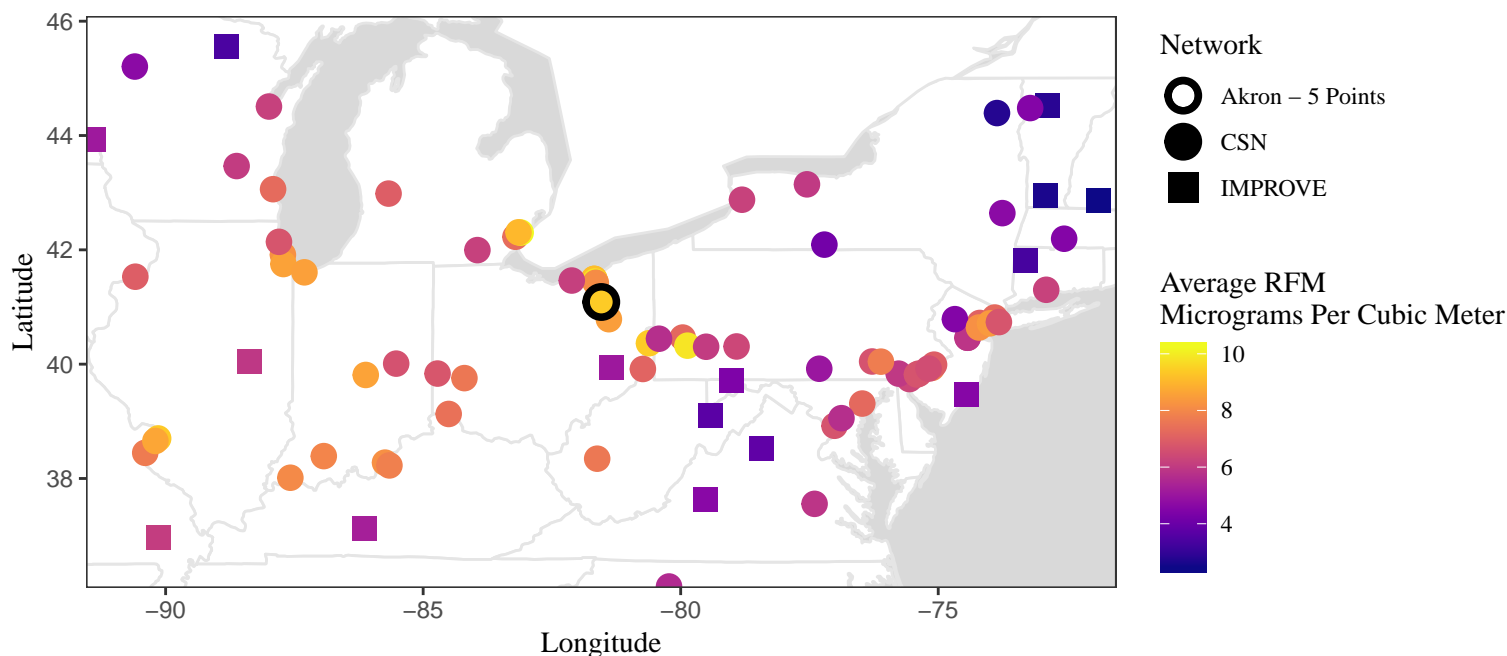 46
44
42
40
38
Latitude
−90
−85
−80
−75
Longitude
Network
Akron − 5 Points
CSN
IMPROVE
Average RFM
Micrograms Per Cubic Meter
10
8
6
4